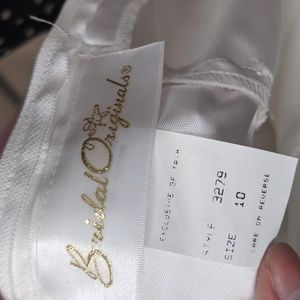 Bridal Originals®
EXCLUSIVE OF TRIM
STYLE 3279
SIZE 10
CARE ON REVERSE